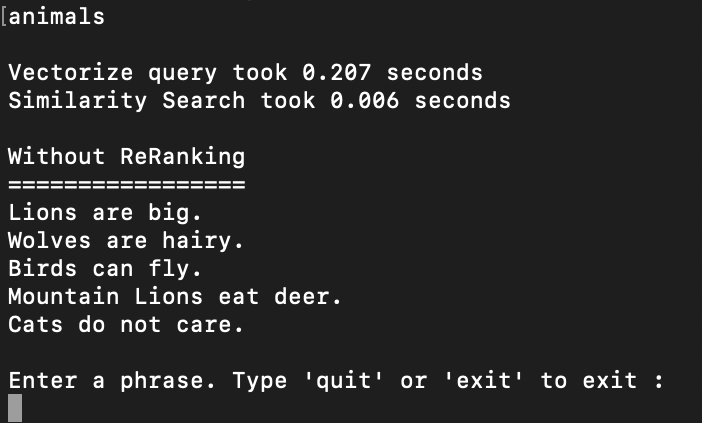 [animals
Vectorize query took 0.207 seconds
Similarity Search took 0.006 seconds
Without ReRanking
=================
Lions are big.
Wolves are hairy.
Birds can fly.
Mountain Lions eat deer.
Cats do not care.
Enter a phrase. Type 'quit' or 'exit' to exit :